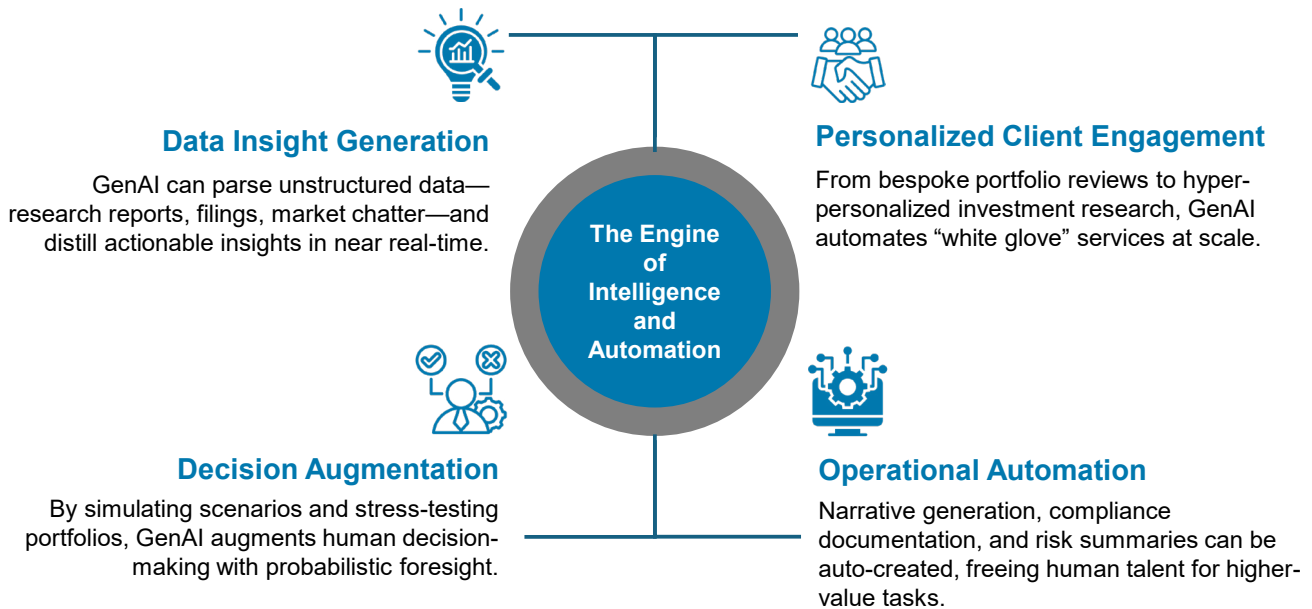 Data Insight Generation
GenAI can parse unstructured data—
research reports, filings, market chatter—and
distill actionable insights in near real-time.
Personalized Client Engagement
From bespoke portfolio reviews to hyper-
personalized investment research, GenAI
automates “white glove” services at scale.
The Engine
of
Intelligence
and
Automation
Decision Augmentation
By simulating scenarios and stress-testing
portfolios, GenAI augments human decision-
making with probabilistic foresight.
Operational Automation
Narrative generation, compliance
documentation, and risk summaries can be
auto-created, freeing human talent for higher-
value tasks.